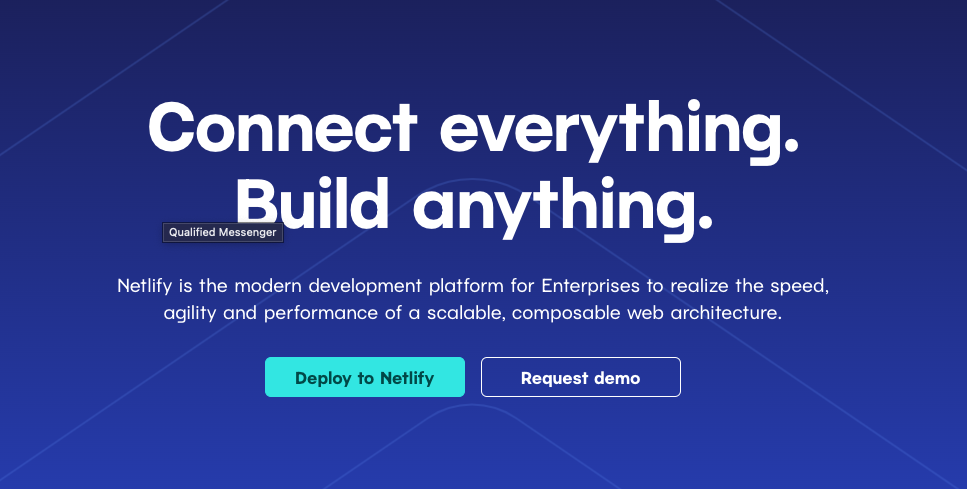 Connect everything.
Build anything.
Qualified Messenger
Netlify is the modern development platform for Enterprises to realize the speed,
agility and performance of a scalable, composable web architecture.
Deploy to Netlify
Request demo